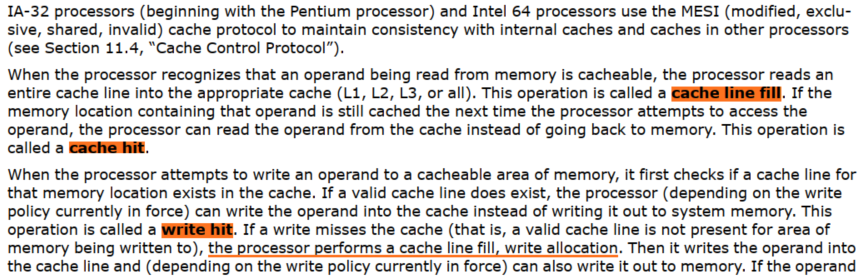 IA-32 processors (beginning with the Pentium processor) and Intel 64 processors use the MESI (modified, exclu-
sive, shared, invalid) cache protocol to maintain consistency with internal caches and caches in other processors
(see Section 11.4, “Cache Control Protocol”).
When the processor recognizes that an operand being read from memory is cacheable, the processor reads an
entire cache line into the appropriate cache (L1, L2, L3, or all). This operation is called a cache line fill. If the
memory location containing that operand is still cached the next time the processor attempts to access the
operand, the processor can read the operand from the cache instead of going back to memory. This operation is
called a cache hit.
When the processor attempts to write an operand to a cacheable area of memory, it first checks if a cache line for
that memory location exists in the cache. If a valid cache line does exist, the processor (depending on the write
policy currently in force) can write the operand into the cache instead of writing it out to system memory. This
operation is called a write hit. If a write misses the cache (that is, a valid cache line is not present for area of
memory being written to), the processor performs a cache line fill, write allocation. Then it writes the operand into
the cache line and (depending on the write policy currently in force) can also write it out to memory. If the operand